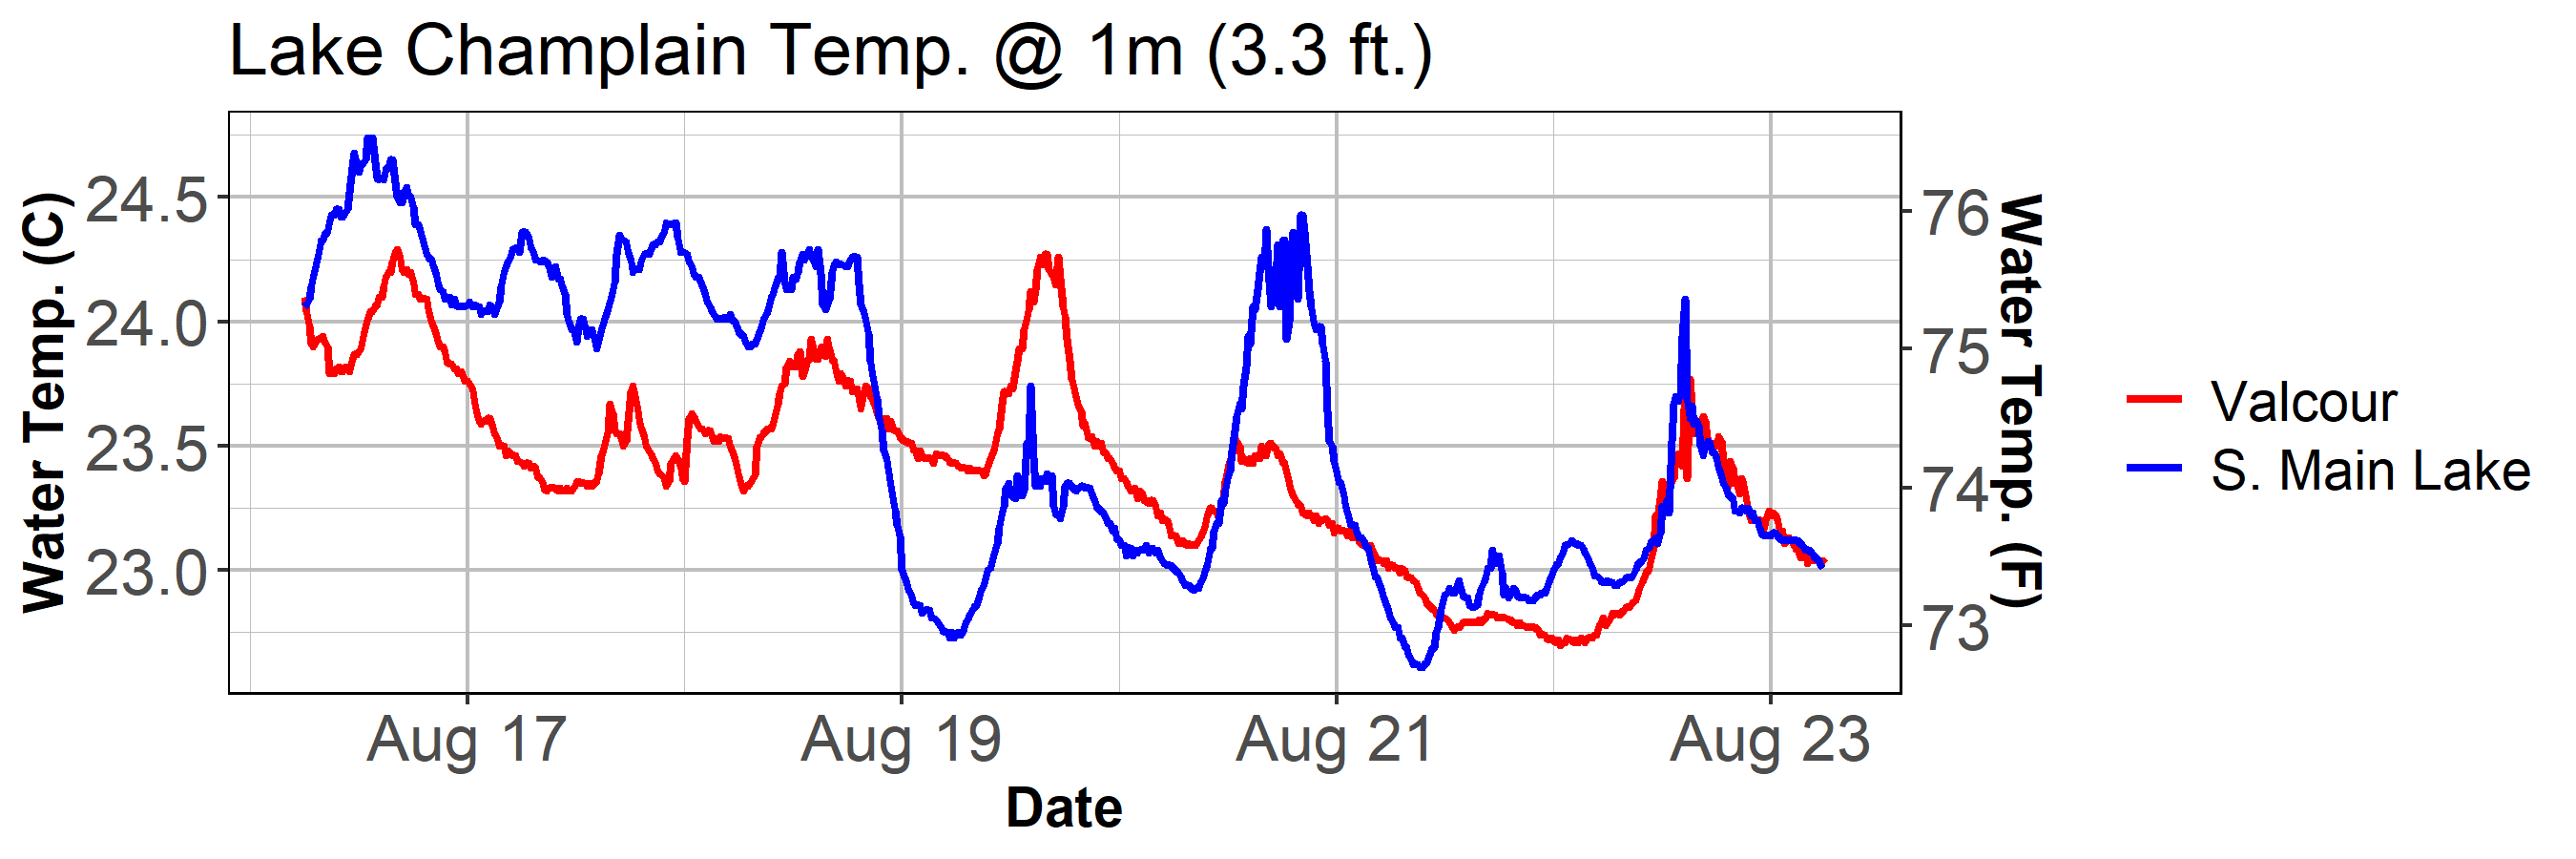 Lake Champlain Temp. @ 1m (3.3 ft.)
Water Temp. (C)
24.5
24.0
23.5
23.0
76
75
74
73
Water Temp. (F)
Valcour
S. Main Lake
Aug 17
Aug 19
Aug 21
Aug 23
Date